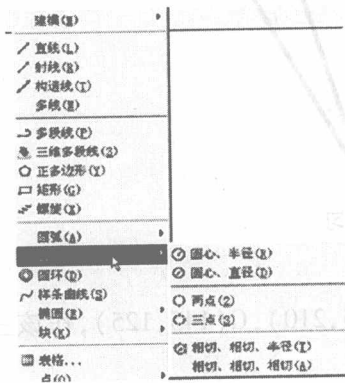 建模(M)
直线(L)
射线(R)
构造线(T)
多线(M)
多段线(P)
三维多段线(3)
正多边形(Y)
矩形(G)
螺旋(X)
圆弧(A)
圆心、半径(R)
圆环(D)
圆心、直径(D)
样条曲线(S)
两点(2)
椭圆(E)
三点(3)
块(K)
相切、相切、半径(T)
表格...
相切、相切、相切(A)
点(O)
,210)
125),